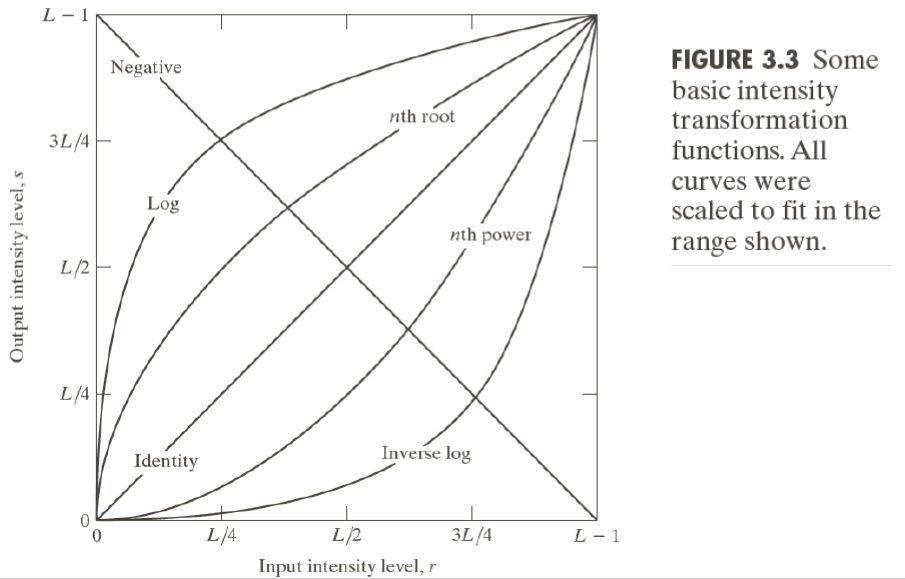 L − 1
Negative
nth root
3L/4
Log
nth power
Output intensity level, s
L/2
L/4
Identity
Inverse log
0
0
L/4
L/2
3L/4
L − 1
Input intensity level, r
FIGURE 3.3 Some
basic intensity
transformation
functions. All
curves were
scaled to fit in the
range shown.